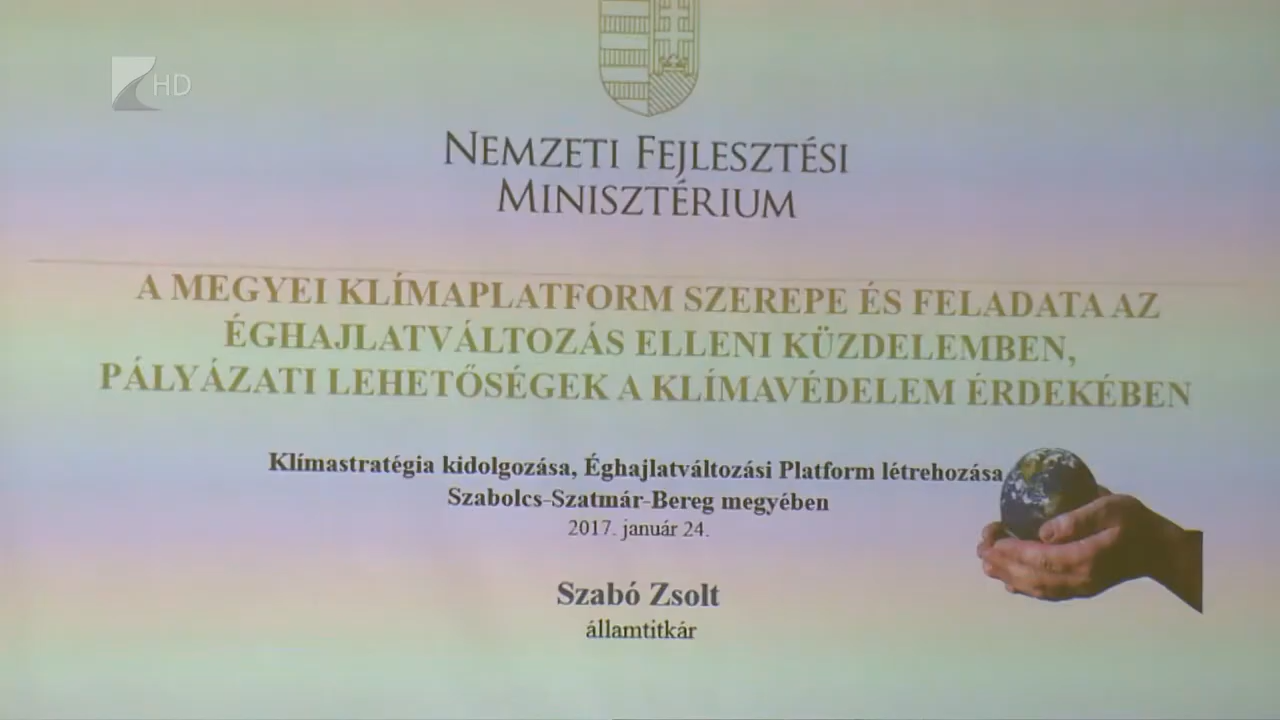 HD
NEMZETI FEJLESZTÉSI
MINISZTÉRIUM
A MEGYEI KLÍMAPLATFORM SZEREPE ÉS FELADATA AZ
ÉGHAJLATVÁLTOZÁS ELLENI KÜZDELEMBEN,
PÁLYÁZATI LEHETŐSÉGEK A KLÍMAVÉDELEM ÉRDEKÉBEN
Klímastratégia kidolgozása, Éghajlatváltozási Platform létrehozása
Szabolcs-Szatmár-Bereg megyében
2017. január 24.
Szabó Zsolt
államtitkár